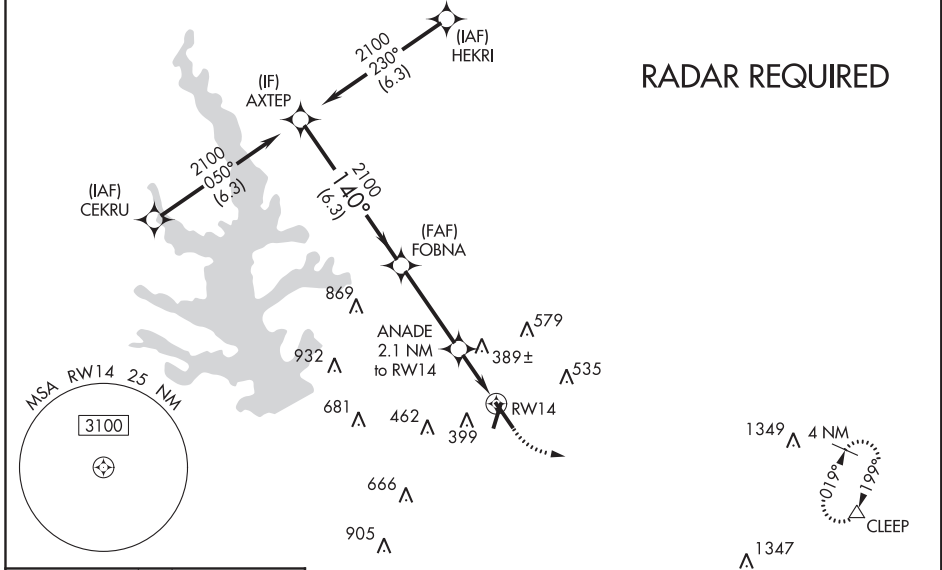 (IAF)
HEKRI
2100
230°
(6.3)
RADAR REQUIRED
(IF)
AXTEP
2100
050°
(6.3)
(IAF)
CEKRU
2100
140°
(6.3)
(FAF)
FOBNA
869
ANADE
2.1 NM
to RW14
579
389±
932
535
MSA RW14 25 NM
3100
681
462
399
RW14
1349
4 NM
019°
199°
CLEEP
666
905
1347